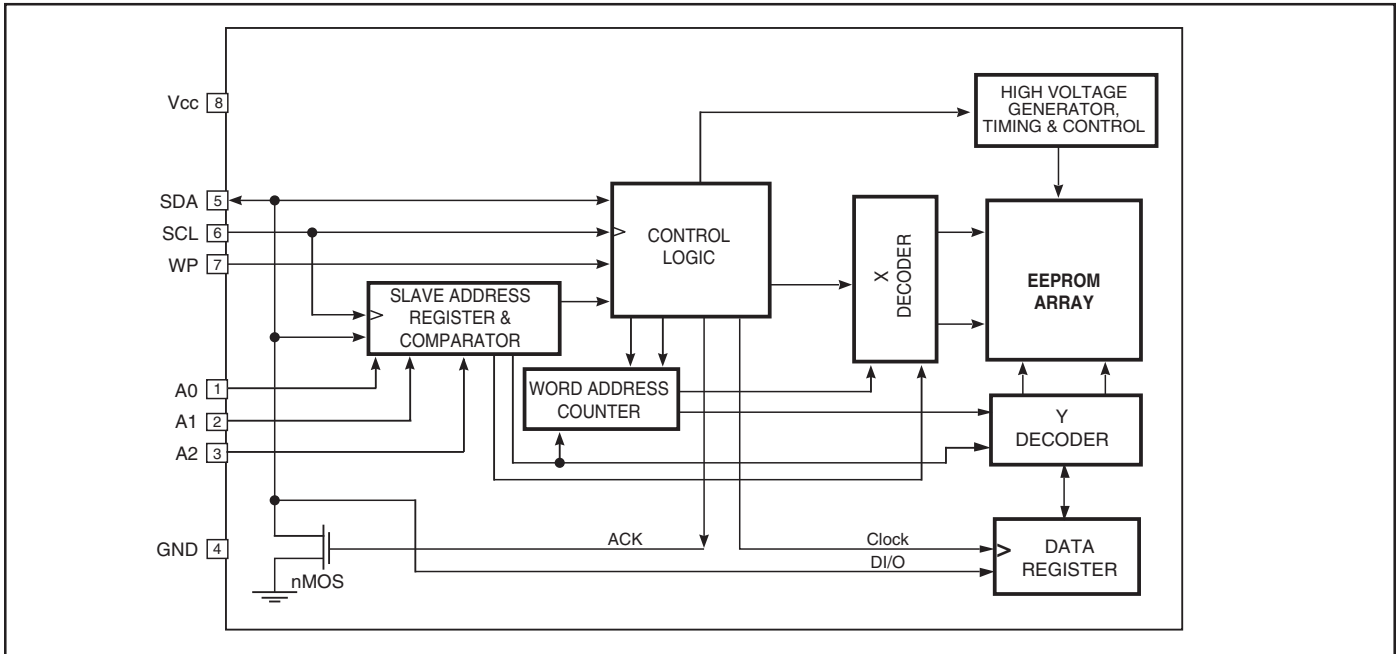 Vcc 8
SDA 5
SCL 6
WP 7
A0 1
A1 2
A2 3
GND 4
nMOS
SLAVE ADDRESS
REGISTER &
COMPARATOR
CONTROL
LOGIC
WORD ADDRESS
COUNTER
HIGH VOLTAGE
GENERATOR,
TIMING & CONTROL
X
DECODER
EEPROM
ARRAY
Y
DECODER
ACK
Clock
DI/O
DATA
REGISTER